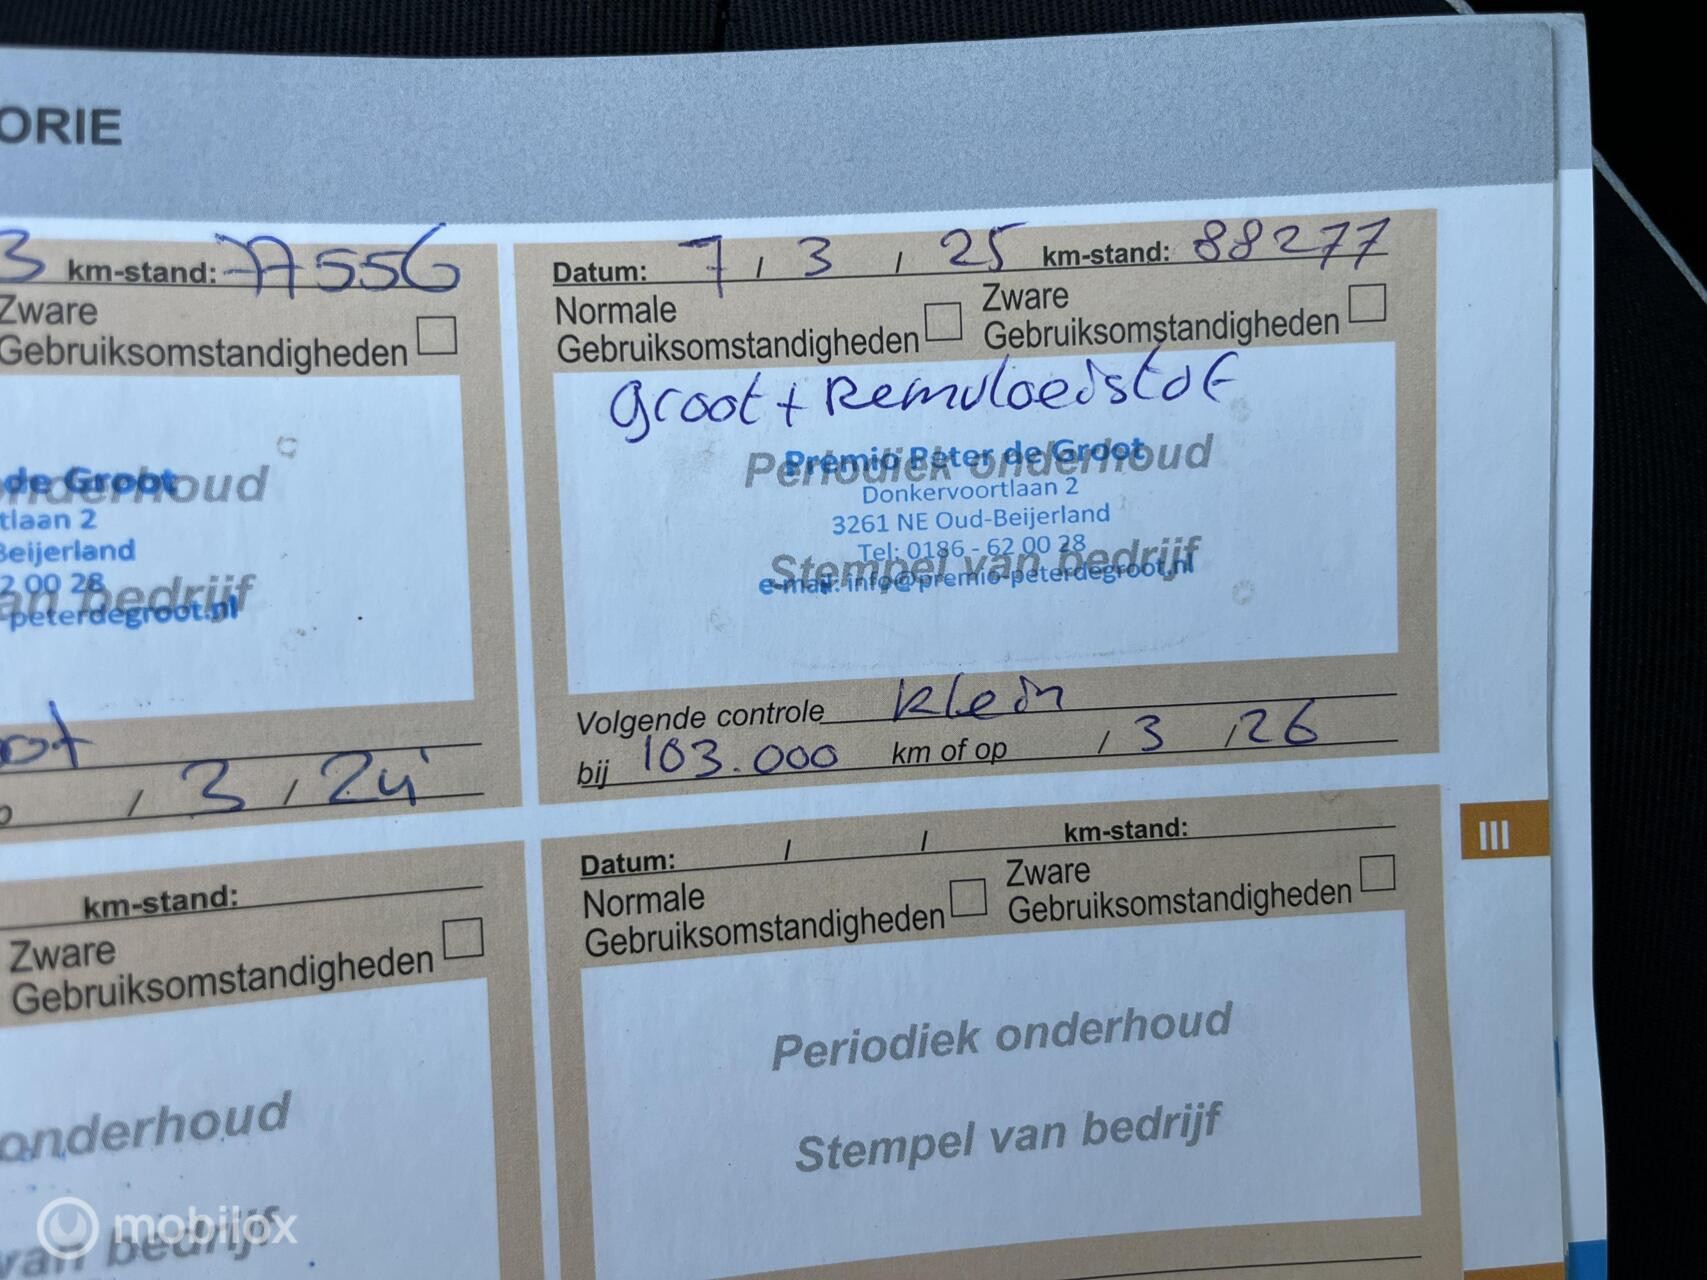 ORIE
3 km-stand: 77556
Zware
Gebruiksomstandigheden
de Groot
onderhoud
tlaan 2
Beijerland
2 00 28
an bedrijf
-peterdegroot.nl
ot
/ 3 / 24
Datum: 7 / 3 / 25 km-stand: 88277
Normale
Gebruiksomstandigheden
Zware
Gebruiksomstandigheden
groot + Remvloeistof
Premio Peter de Groot
Periodiek onderhoud
Donkervoortlaan 2
3261 NE Oud-Beijerland
Tel: 0186 - 62 00 28
Stempel van bedrijf
e-mail: info@premio-peterdegroot.nl
Volgende controle klein
bij 103.000 km of op / 3 / 26
III
km-stand:
Zware
Gebruiksomstandigheden
onderhoud
van bedrijf
Datum: / / km-stand:
Normale
Gebruiksomstandigheden
Zware
Gebruiksomstandigheden
Periodiek onderhoud
Stempel van bedrijf
mobilox